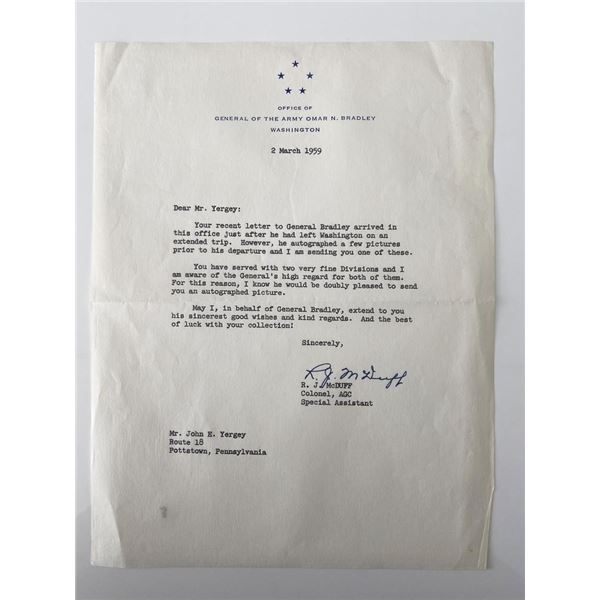 OFFICE OF
GENERAL OF THE ARMY OMAR N. BRADLEY
WASHINGTON
2 March 1959
Dear Mr. Yergey:
Your recent letter to General Bradley arrived in
this office just after he had left Washington on an
extended trip. However, he autographed a few pictures
prior to his departure and I am sending you one of these.
You have served with two very fine Divisions and I
am aware of the General's high regard for both of them.
For this reason, I know he would be doubly pleased to send
you an autographed picture.
May I, in behalf of General Bradley, extend to you
his sincerest good wishes and kind regards. And the best
of luck with your collection!
Sincerely,
R. J. McDuff
R. J. McDUFF
Colonel, AGC
Special Assistant
Mr. John E. Yergey
Route 18
Pottstown, Pennsylvania